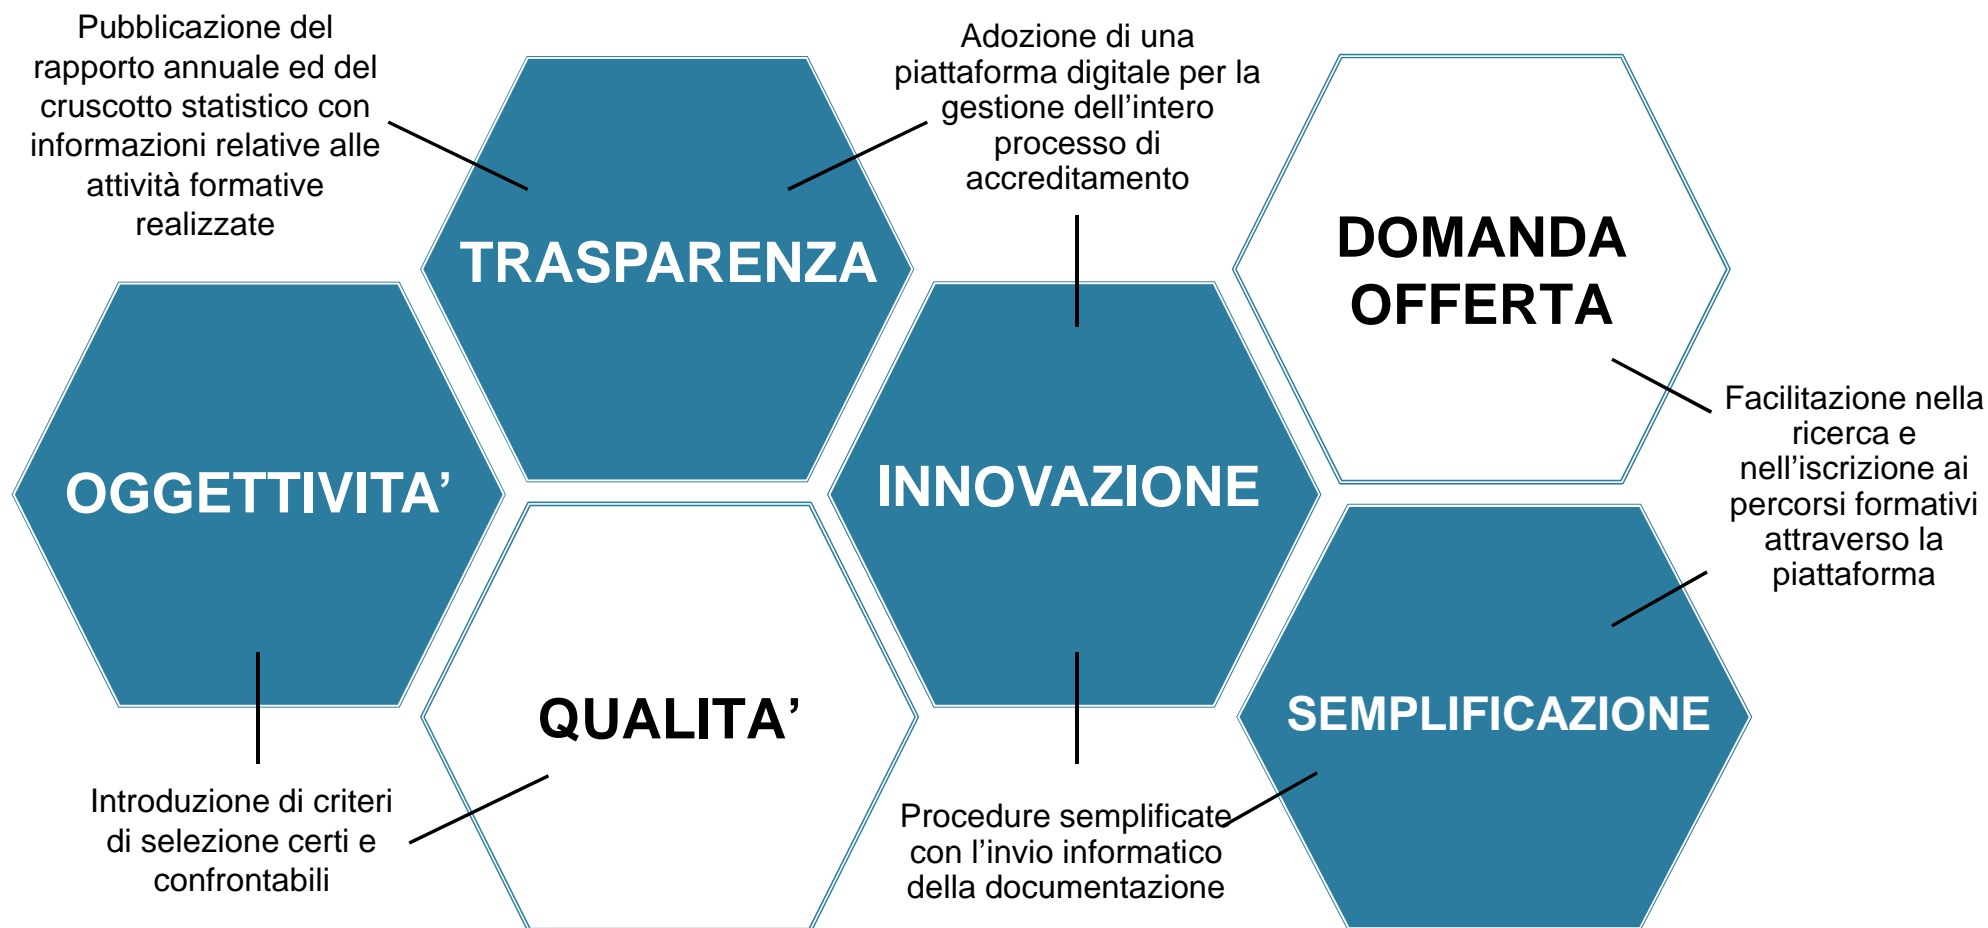 Pubblicazione del
rapporto annuale ed del
cruscotto statistico con
informazioni relative alle
attività formative
realizzate
Adozione di una
piattaforma digitale per la
gestione dell’intero
processo di
accreditamento
TRASPARENZA
DOMANDA
OFFERTA
OGGETTIVITA’
INNOVAZIONE
Facilitazione nella
ricerca e
nell’iscrizione ai
percorsi formativi
attraverso la
piattaforma
QUALITA’
SEMPLIFICAZIONE
Introduzione di criteri
di selezione certi e
confrontabili
Procedure semplificate
con l’invio informatico
della documentazione